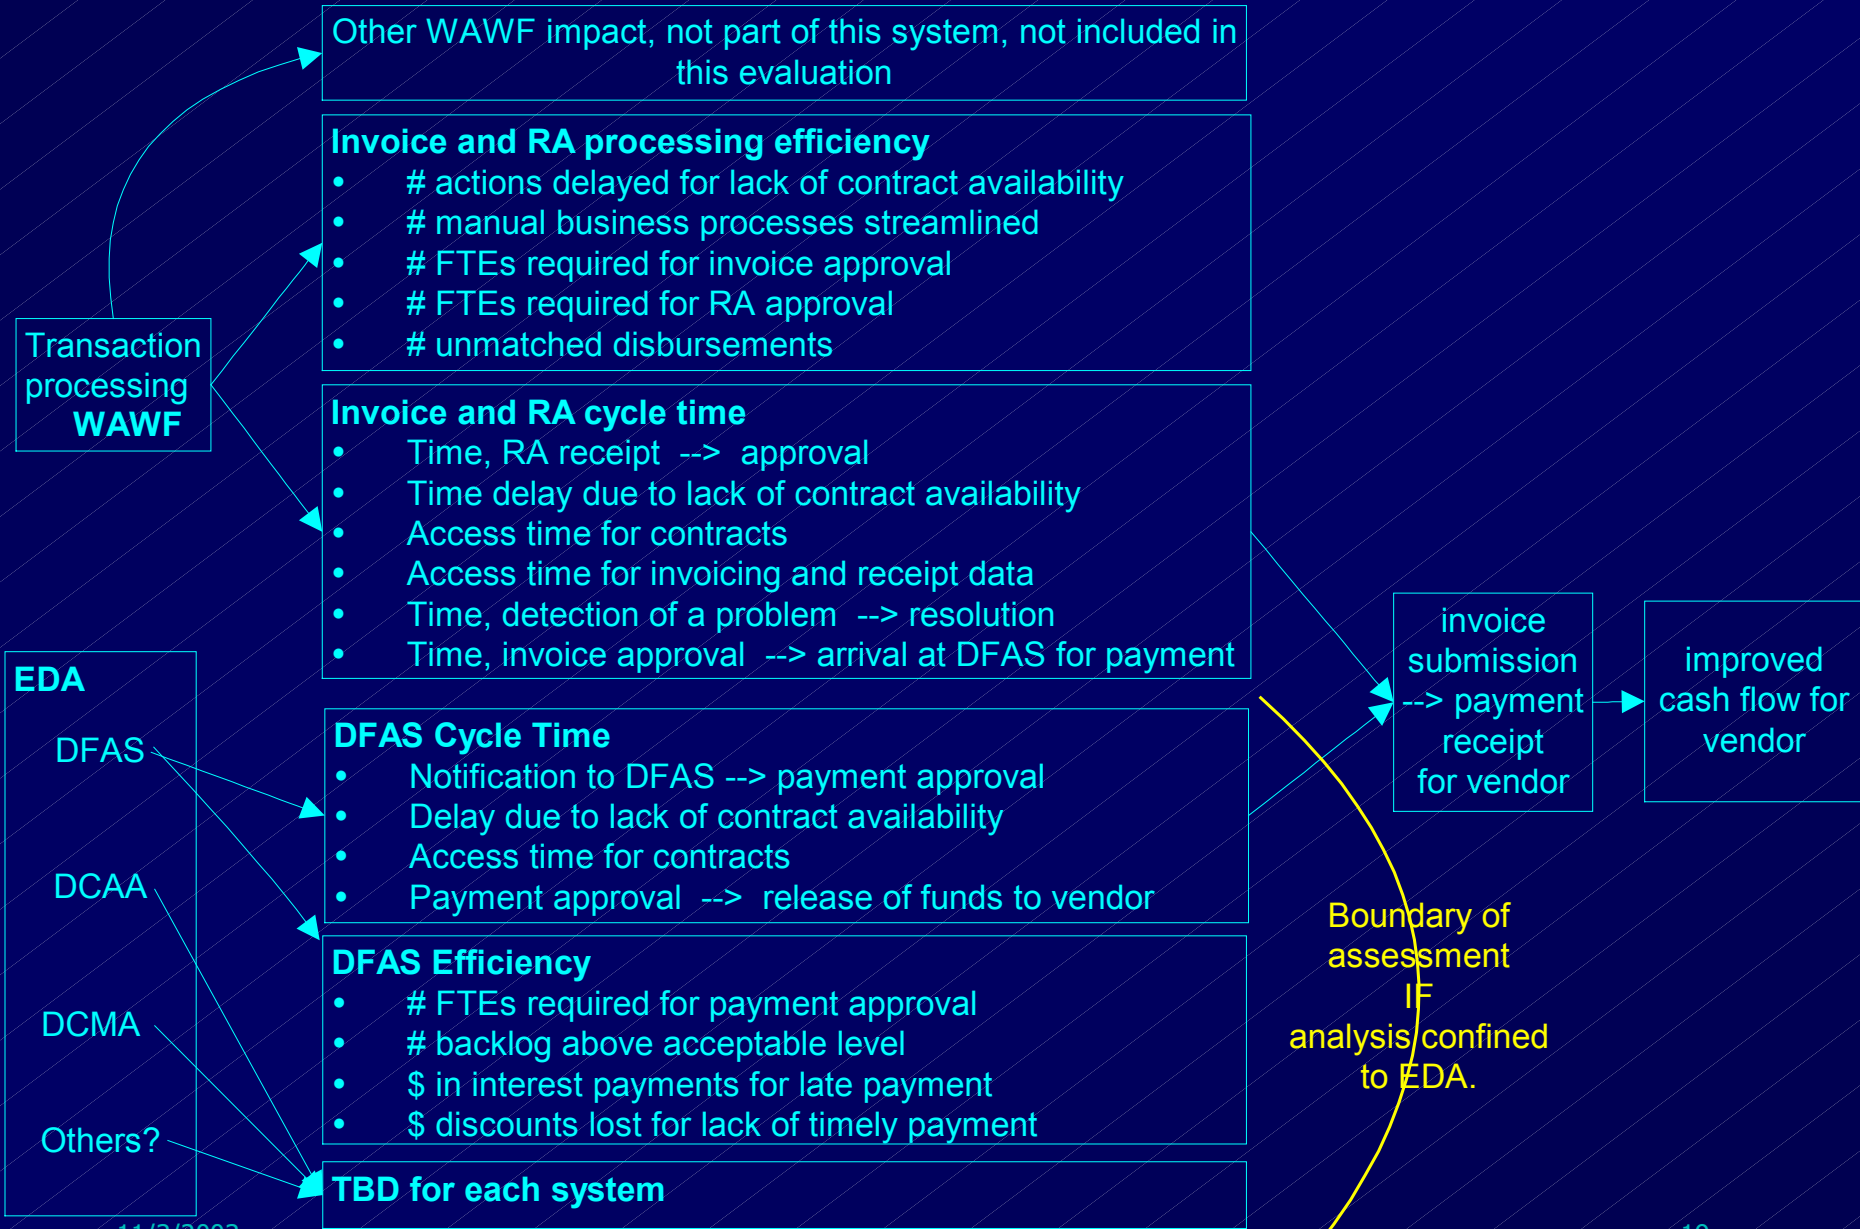 Other WAWF impact, not part of this system, not included in
this evaluation
Invoice and RA processing efficiency
• # actions delayed for lack of contract availability
• # manual business processes streamlined
• # FTEs required for invoice approval
• # FTEs required for RA approval
• # unmatched disbursements
Transaction
processing
WAWF
Invoice and RA cycle time
• Time, RA receipt --> approval
• Time delay due to lack of contract availability
• Access time for contracts
• Access time for invoicing and receipt data
• Time, detection of a problem --> resolution
• Time, invoice approval --> arrival at DFAS for payment
EDA
DFAS
DCAA
DCMA
Others?
DFAS Cycle Time
• Notification to DFAS --> payment approval
• Delay due to lack of contract availability
• Access time for contracts
• Payment approval --> release of funds to vendor
DFAS Efficiency
• # FTEs required for payment approval
• # backlog above acceptable level
• $ in interest payments for late payment
• $ discounts lost for lack of timely payment
TBD for each system
invoice
submission
--> payment
receipt
for vendor
improved
cash flow for
vendor
Boundary of
assessment
IF
analysis confined
to EDA.